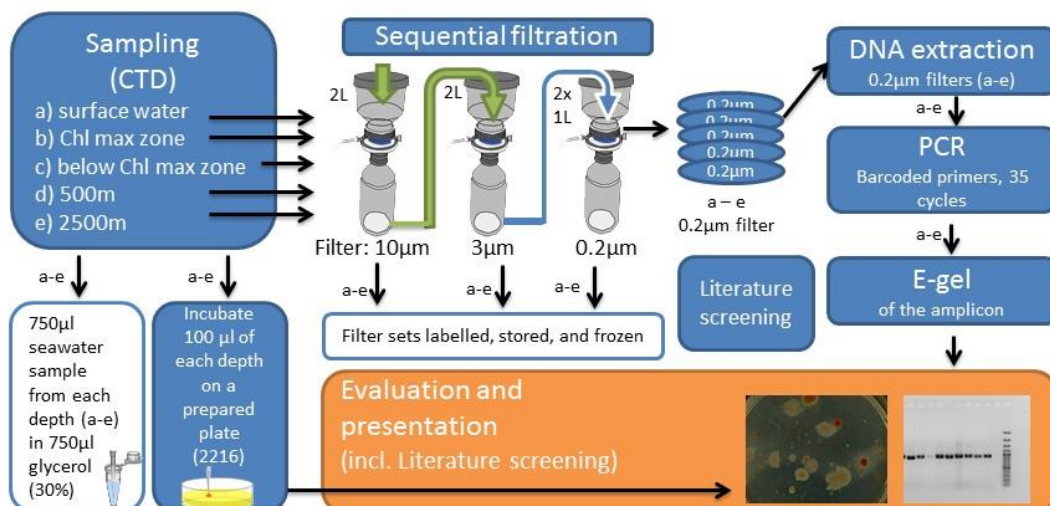 Sampling
(CTD)
a) surface water
b) Chl max zone
c) below Chl max zone
d) 500m
e) 2500m
Sequential filtration
2L
2L
2x
1L
Filter: 10µm
3µm
0.2µm
0.2µm
0.2µm
0.2µm
0.2µm
0.2µm
a – e
0.2µm filter
DNA extraction
0.2µm filters (a-e)
a-e
PCR
Barcoded primers, 35
cycles
a-e
E-gel
of the amplicon
Literature
screening
a-e
a-e
a-e
a-e
a-e
Filter sets labelled, stored, and frozen
750µl
seawater
sample
from each
depth (a-e)
in 750µl
glycerol
(30%)
Incubate
100 µl of
each depth
on a
prepared
plate
(2216)
Evaluation and
presentation
(incl. Literature screening)